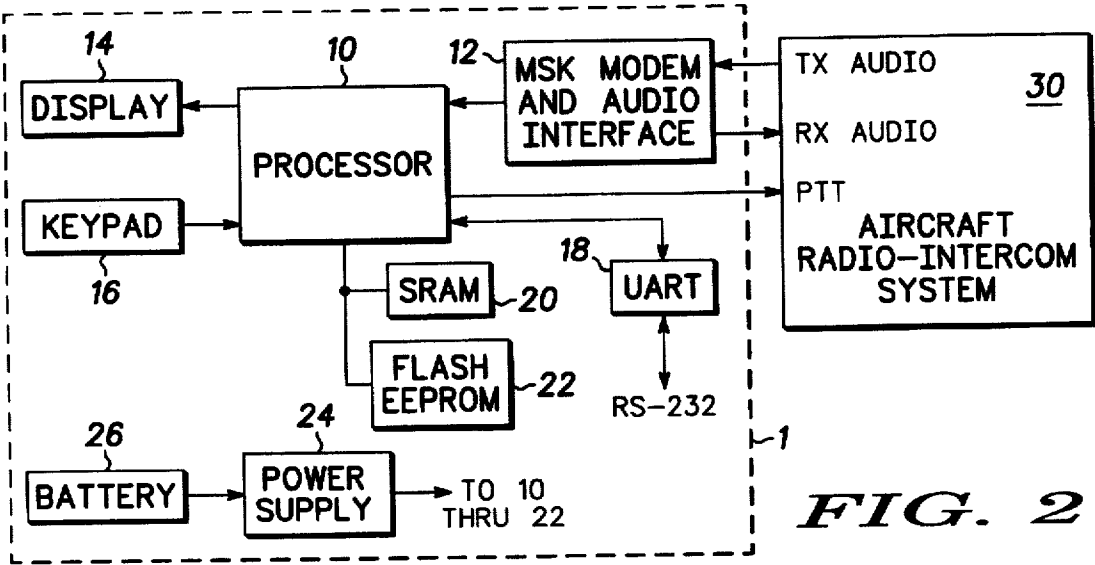 14
DISPLAY
10
PROCESSOR
12
MSK MODEM
AND AUDIO
INTERFACE
TX AUDIO
30
RX AUDIO
PTT
AIRCRAFT
RADIO-INTERCOM
SYSTEM
KEYPAD
16
18
UART
RS-232
SRAM
20
FLASH
EEPROM
22
1
26
BATTERY
24
POWER
SUPPLY
TO 10
THRU 22
FIG. 2